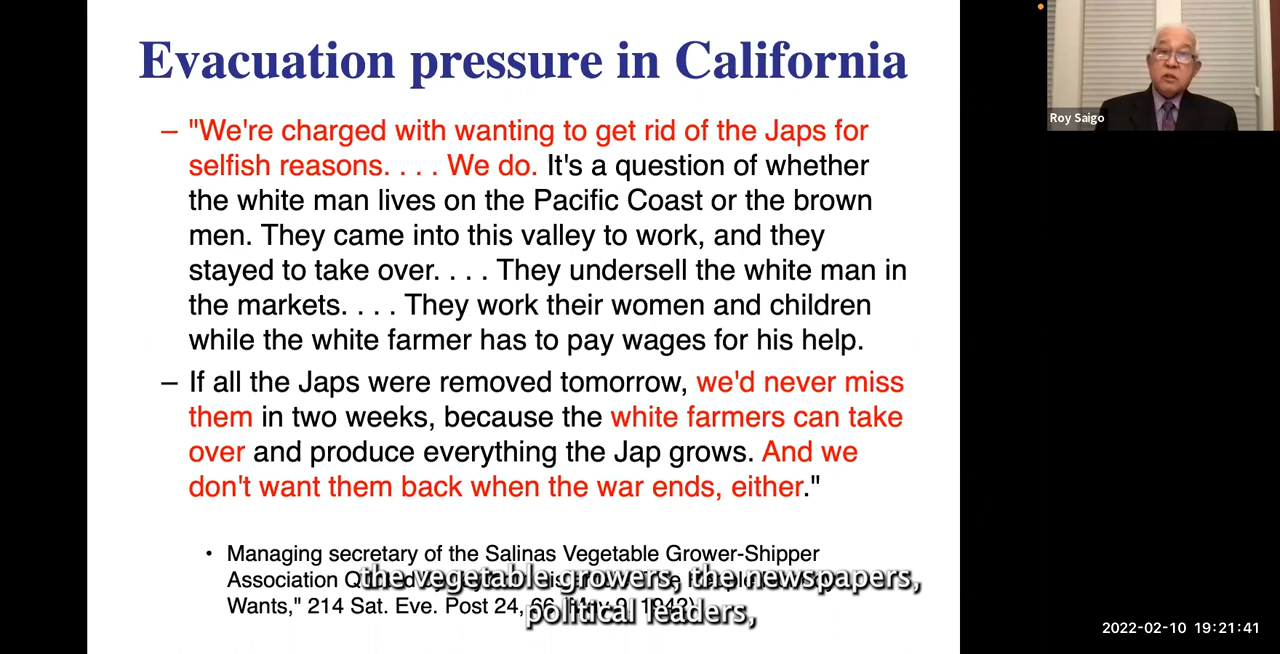 Evacuation pressure in California
– "We're charged with wanting to get rid of the Japs for
selfish reasons. . . . We do. It's a question of whether
the white man lives on the Pacific Coast or the brown
men. They came into this valley to work, and they
stayed to take over. . . . They undersell the white man in
the markets. . . . They work their women and children
while the white farmer has to pay wages for his help.
– If all the Japs were removed tomorrow, we'd never miss
them in two weeks, because the white farmers can take
over and produce everything the Jap grows. And we
don't want them back when the war ends, either."
• Managing secretary of the Salinas Vegetable Grower-Shipper
Association
Wants," 214 Sat. Eve. Post 24, 66
the vegetable growers, the newspapers,
political leaders,
Roy Saigo
2022-02-10 19:21:41